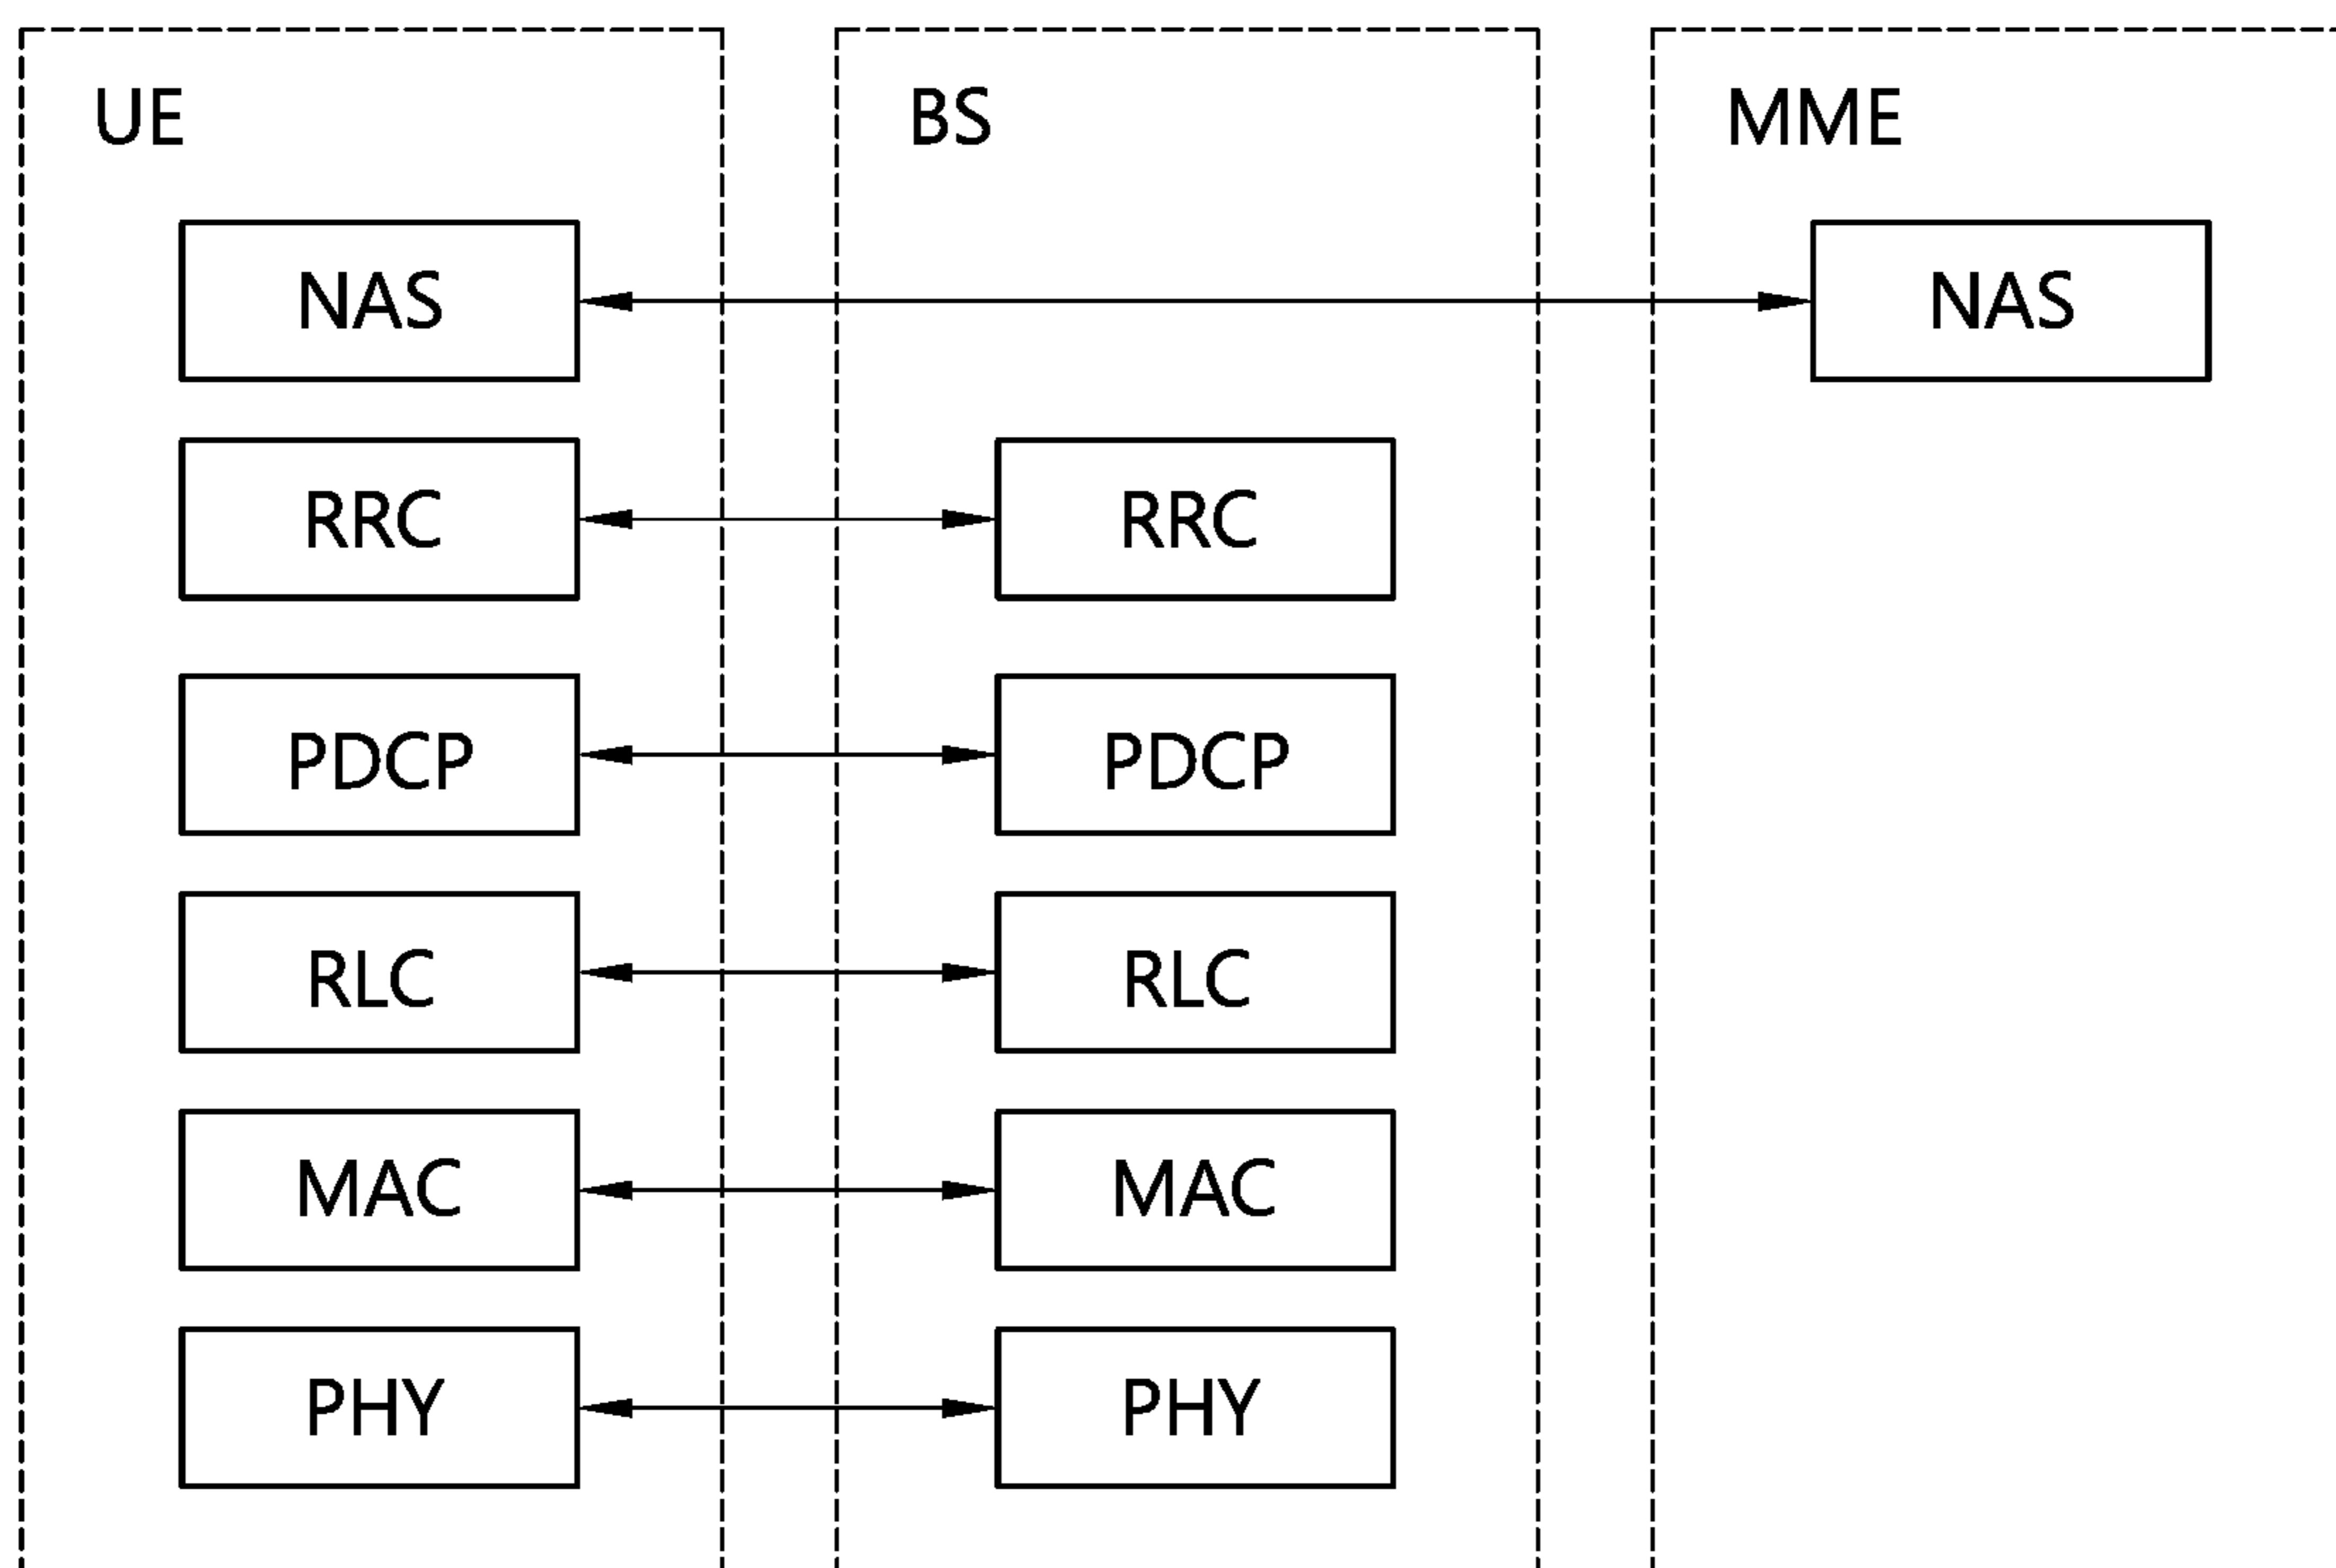 UE BS MME
NAS NAS
RRC RRC
PDCP PDCP
RLC RLC
MAC MAC
PHY PHY